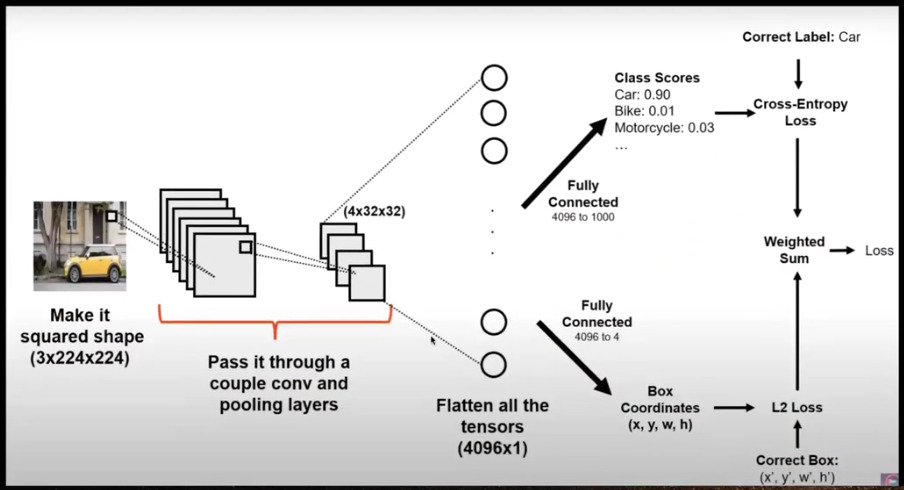 Correct Label: Car
Class Scores
Car: 0.90
Bike: 0.01
Motorcycle: 0.03
...
Cross-Entropy
Loss
(4x32x32)
Fully
Connected
4096 to 1000
Weighted
Sum
Loss
Make it
squared shape
(3x224x224)
Pass it through a
couple conv and
pooling layers
Fully
Connected
4096 to 4
Flatten all the
tensors
(4096x1)
Box
Coordinates
(x, y, w, h)
L2 Loss
Correct Box:
(x', y', w', h')